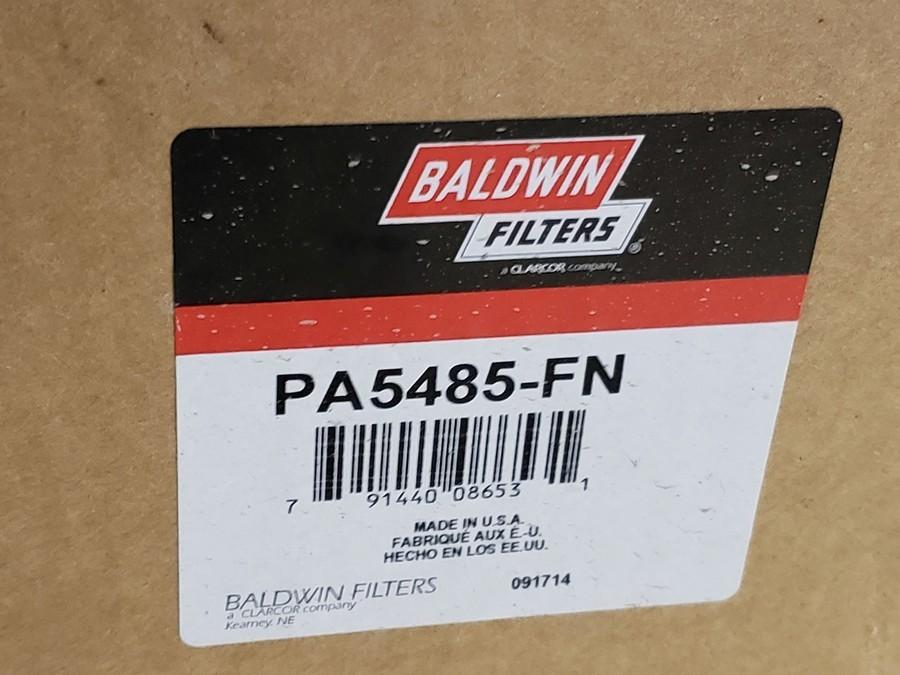 BALDWIN
FILTERS®
a CLARCOR company
PA5485-FN
7 91440 08653 1
MADE IN U.S.A.
FABRIQUÉ AUX É.-U.
HECHO EN LOS EE.UU.
BALDWIN FILTERS
a CLARCOR company
Kearney, NE
091714